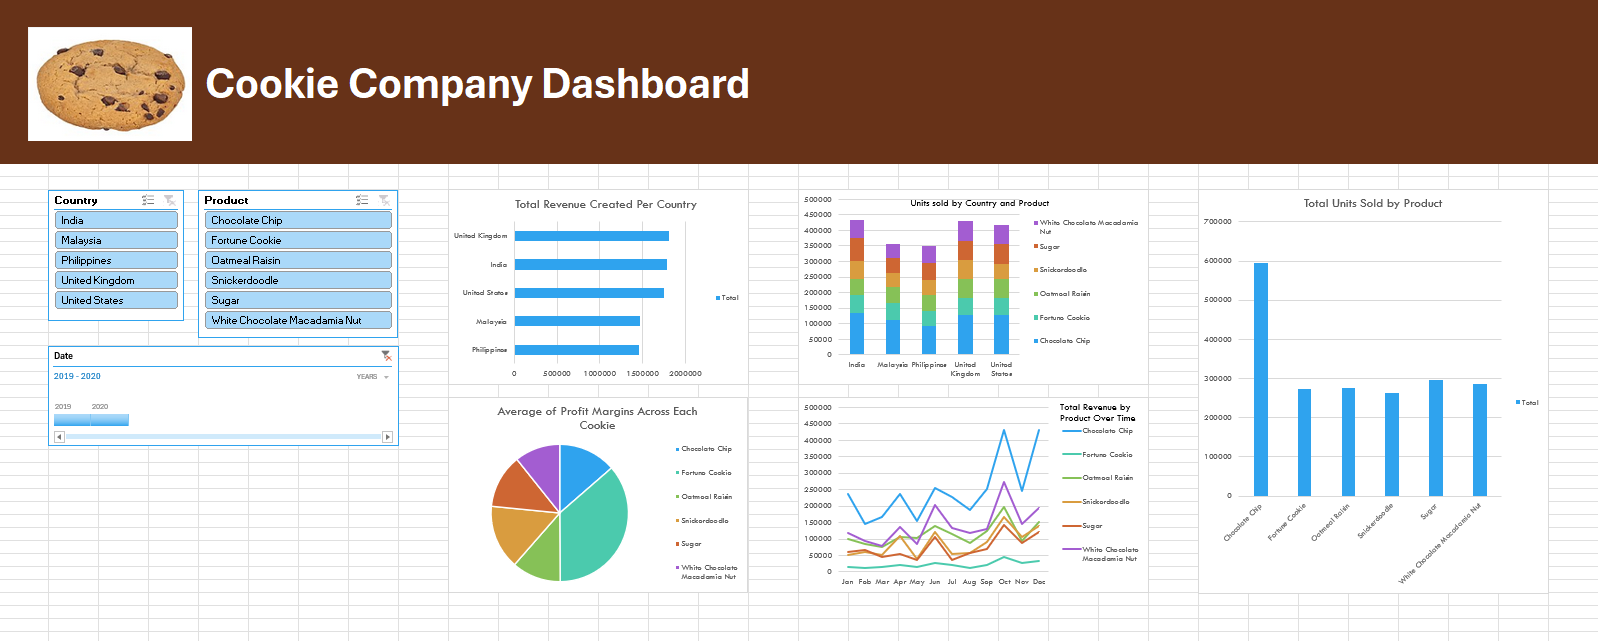 Cookie Company Dashboard
Country
India
Malaysia
Philippines
United Kingdom
United States
Product
Chocolate Chip
Fortune Cookie
Oatmeal Raisin
Snickerdoodle
Sugar
White Chocolate Macadamia Nut
Date
2019 - 2020
YEARS
2019 2020
Total Revenue Created Per Country
United Kingdom
India
United States
Malaysia
Philippines
0 500000 1000000 1500000 2000000
Total
Average of Profit Margins Across Each
Cookie
Chocolate Chip
Fortune Cookie
Oatmeal Raisin
Snickerdoodle
Sugar
White Chocolate
Macadamia Nut
Units sold by Country and Product
500000
450000
400000
350000
300000
250000
200000
150000
100000
50000
0
India Malaysia Philippines United Kingdom United States
White Chocolate Macadamia
Nut
Sugar
Snickerdoodle
Oatmeal Raisin
Fortune Cookie
Chocolate Chip
Total Revenue by
Product Over Time
500000
450000
400000
350000
300000
250000
200000
150000
100000
50000
0
Jan Feb Mar Apr May Jun Jul Aug Sep Oct Nov Dec
Chocolate Chip
Fortune Cookie
Oatmeal Raisin
Snickerdoodle
Sugar
White Chocolate
Macadamia Nut
Total Units Sold by Product
700000
600000
500000
400000
300000
200000
100000
0
Chocolate Chip
Fortune Cookie
Oatmeal Raisin
Snickerdoodle
Sugar
White Chocolate Macadamia Nut
Total